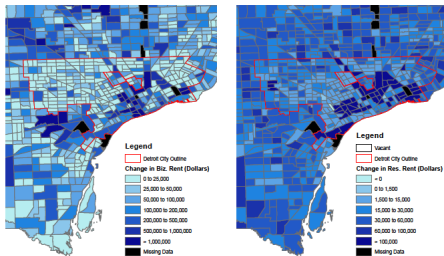 Legend
Detroit City Outline
Change in Biz. Rent (Dollars)
0 to 25,000
25,000 to 50,000
50,000 to 100,000
100,000 to 200,000
200,000 to 500,000
500,000 to 1,000,000
= 1,000,000
Missing Data
Legend
Vacant
Detroit City Outline
Change in Res. Rent (Dollars)
= 0
0 to 1,500
1,500 to 15,000
15,000 to 30,000
30,000 to 60,000
60,000 to 100,000
= 100,000
Missing Data